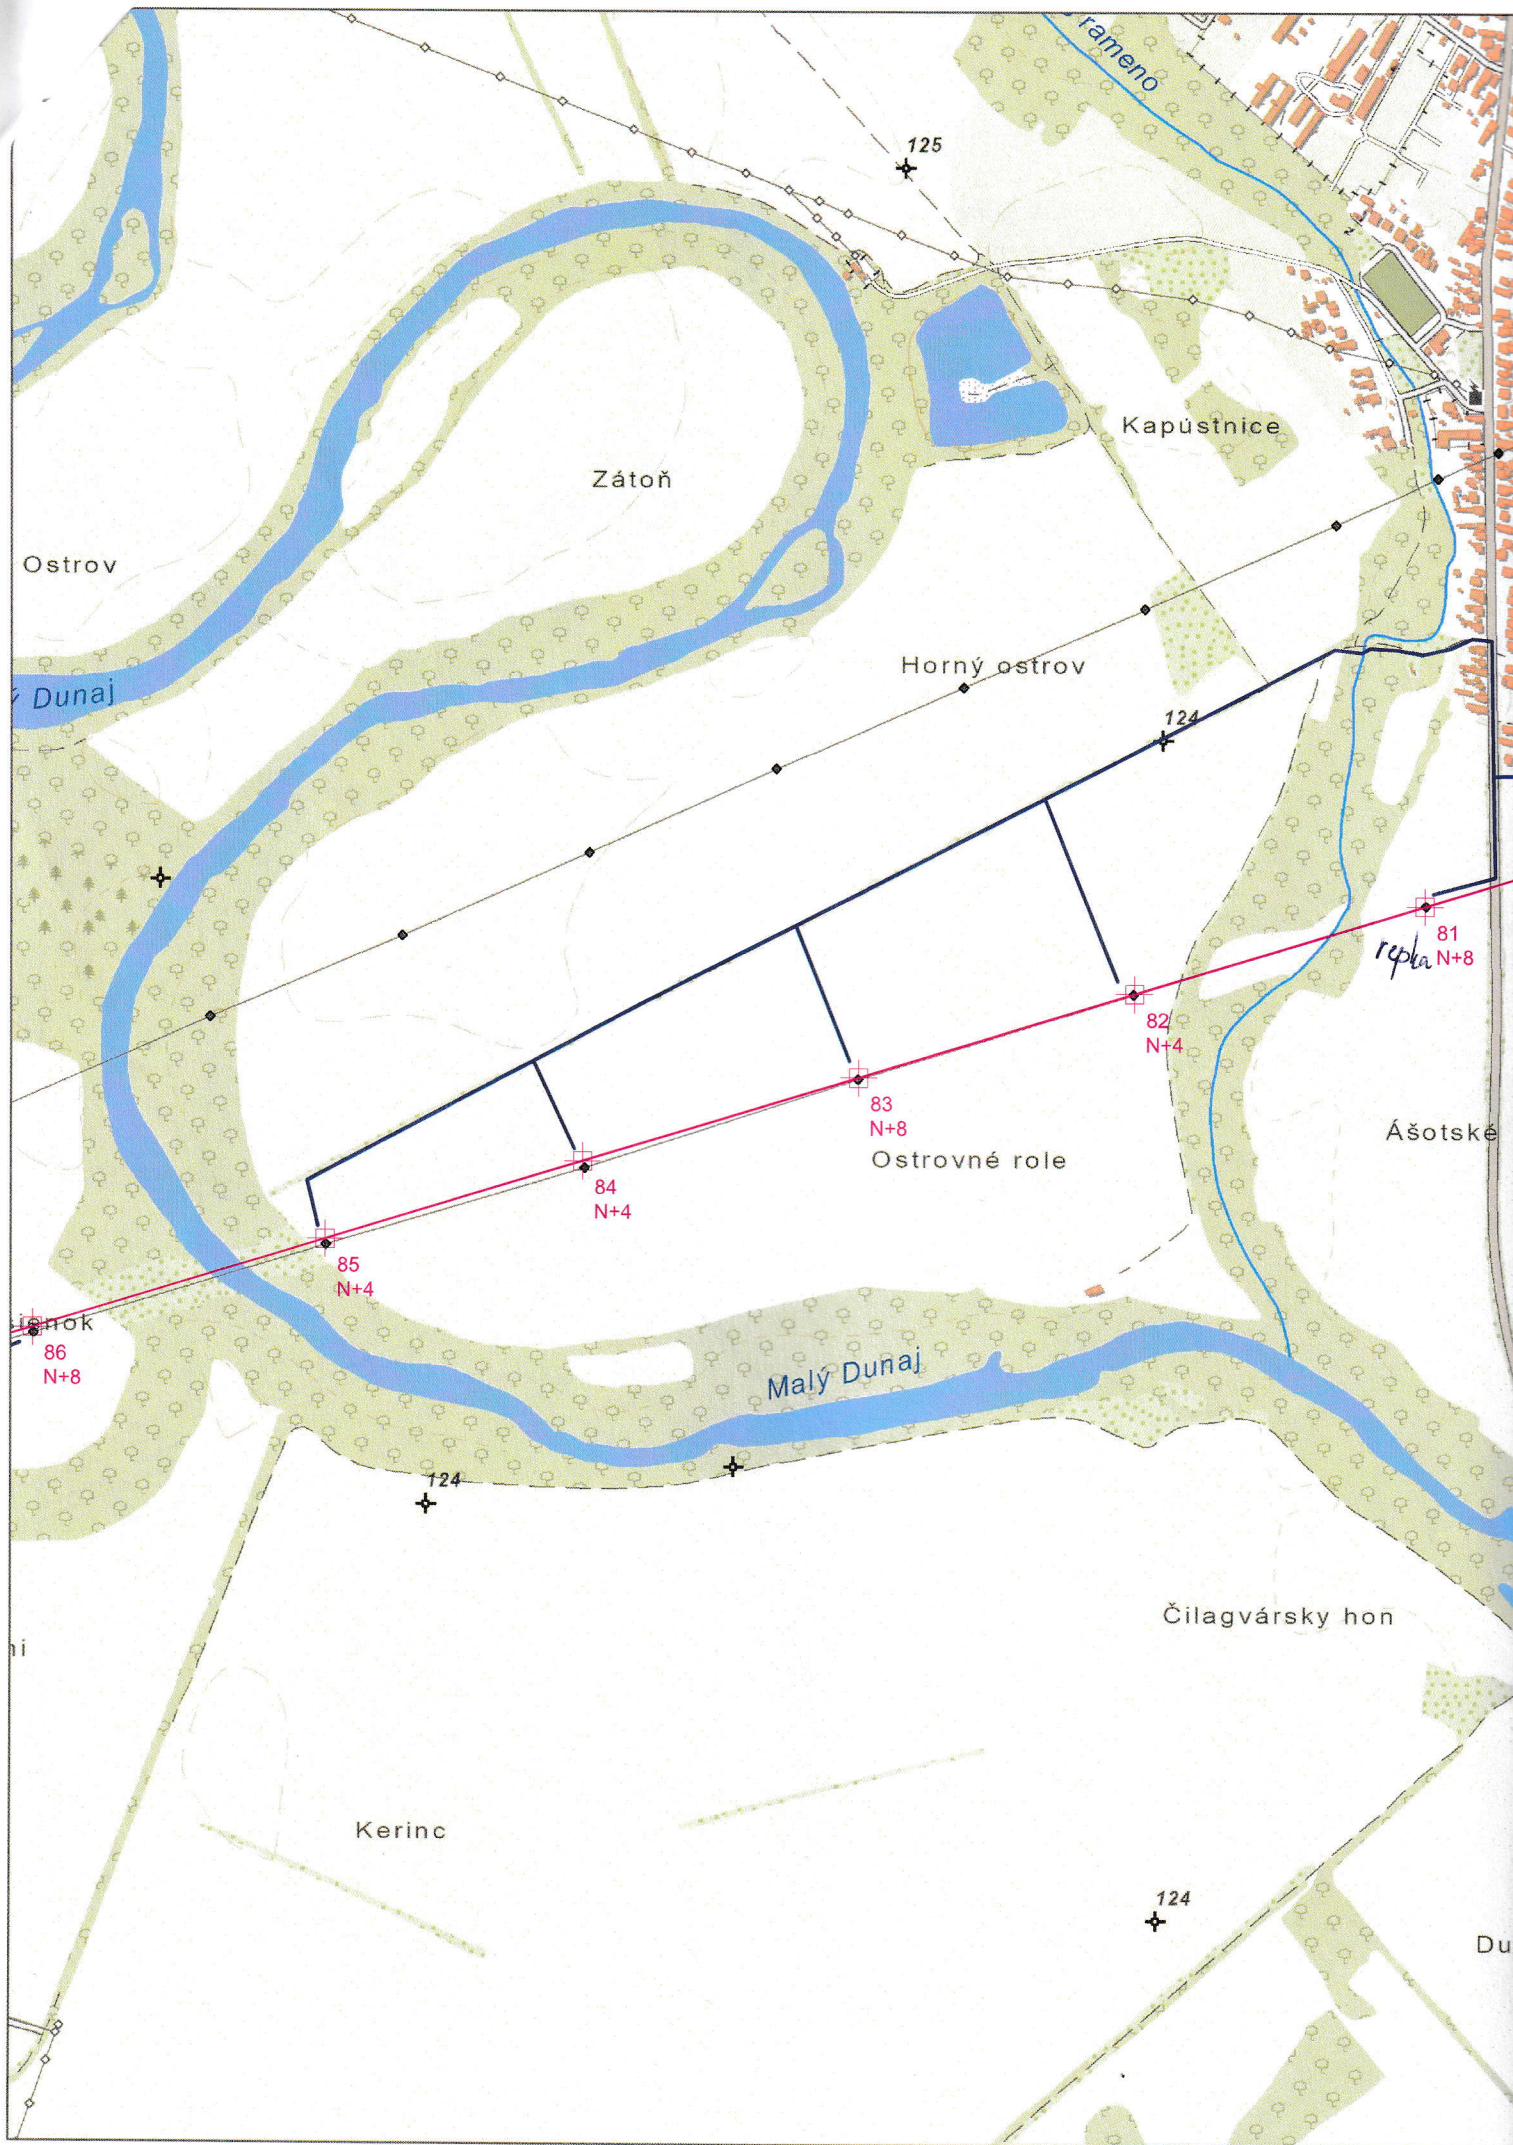 rameno
125
Kapústnice
Zátoň
Ostrov
Horný ostrov
Dunaj
124
81
N+8
repka
82
N+4
83
N+8
Ášotské
Ostrovné role
84
N+4
85
N+4
86
N+8
Malý Dunaj
124
Čilagvársky hon
Kerinc
124
Du